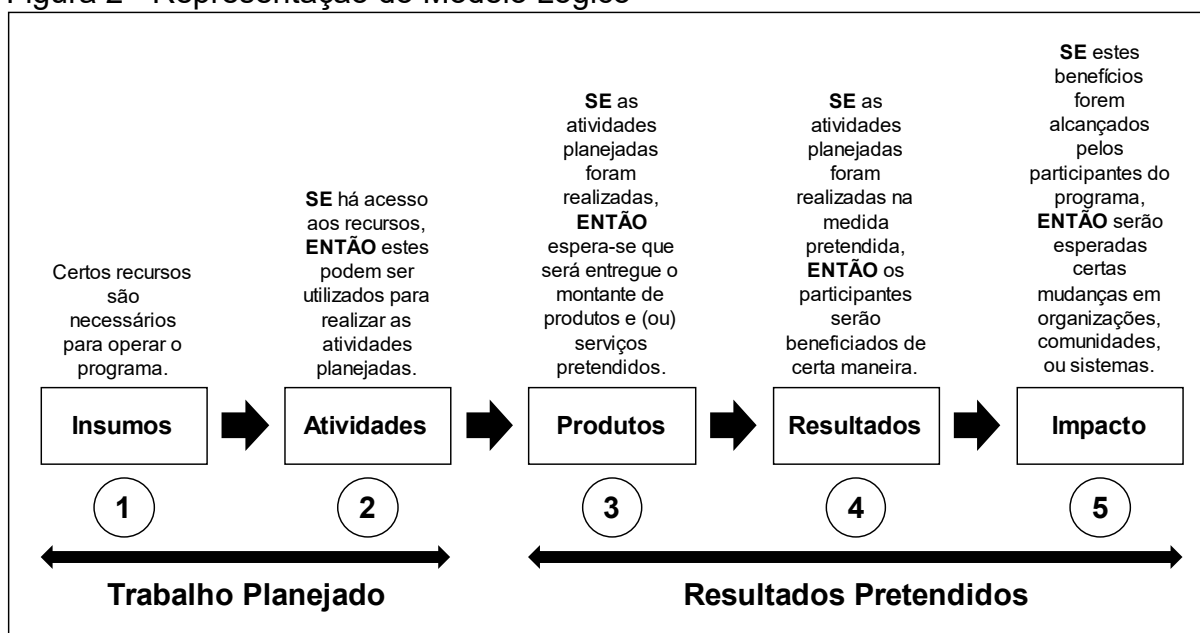 Figura 2 - Representação do Modelo Lógico
Certos recursos
são
necessários
para operar o
programa.
SE há acesso
aos recursos,
ENTÃO estes
podem ser
utilizados para
realizar as
atividades
planejadas.
SE as
atividades
planejadas
foram
realizadas,
ENTÃO
espera-se que
será entregue o
montante de
produtos e (ou)
serviços
pretendidos.
SE as
atividades
planejadas
foram
realizadas na
medida
pretendida,
ENTÃO os
participantes
serão
beneficiados de
certa maneira.
SE estes
benefícios
forem
alcançados
pelos
participantes do
programa,
ENTÃO serão
esperadas
certas
mudanças em
organizações,
comunidades,
ou sistemas.
Insumos
Atividades
Produtos
Resultados
Impacto
1
2
3
4
5
Trabalho Planejado
Resultados Pretendidos